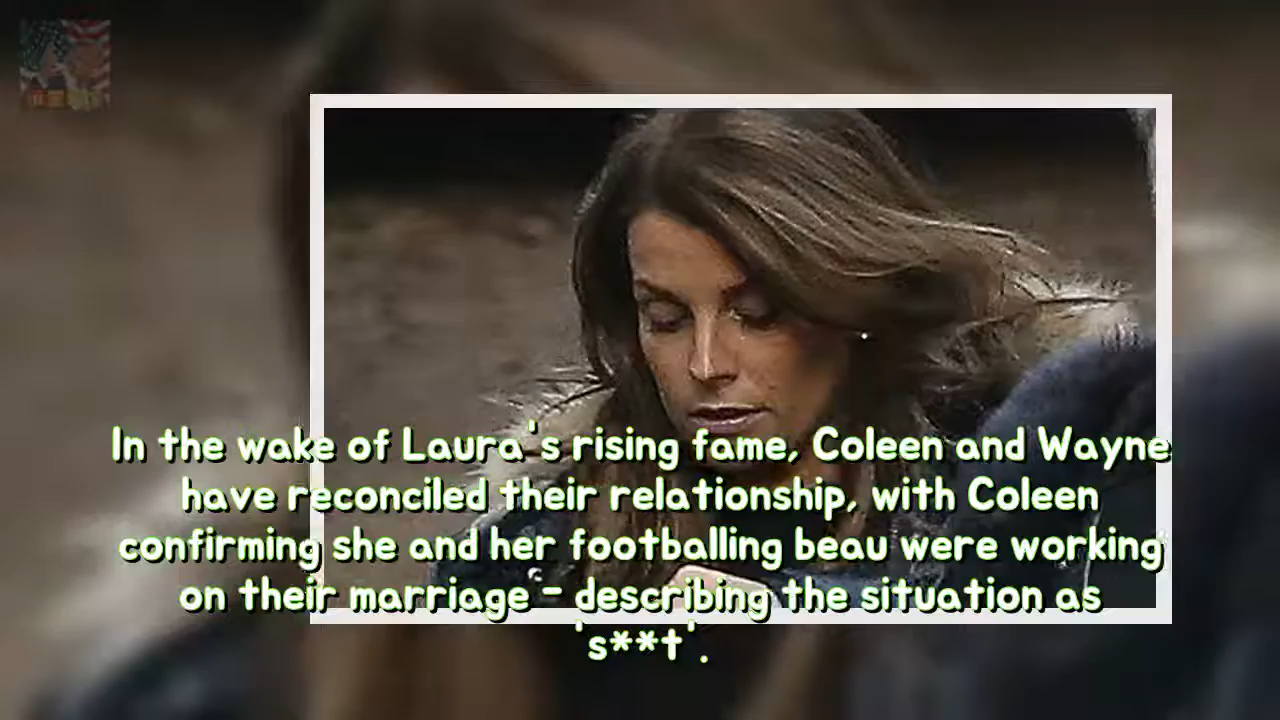 In the wake of Laura's rising fame, Coleen and Wayne
have reconciled their relationship, with Coleen
confirming she and her footballing beau were working
on their marriage - describing the situation as
's**t'.